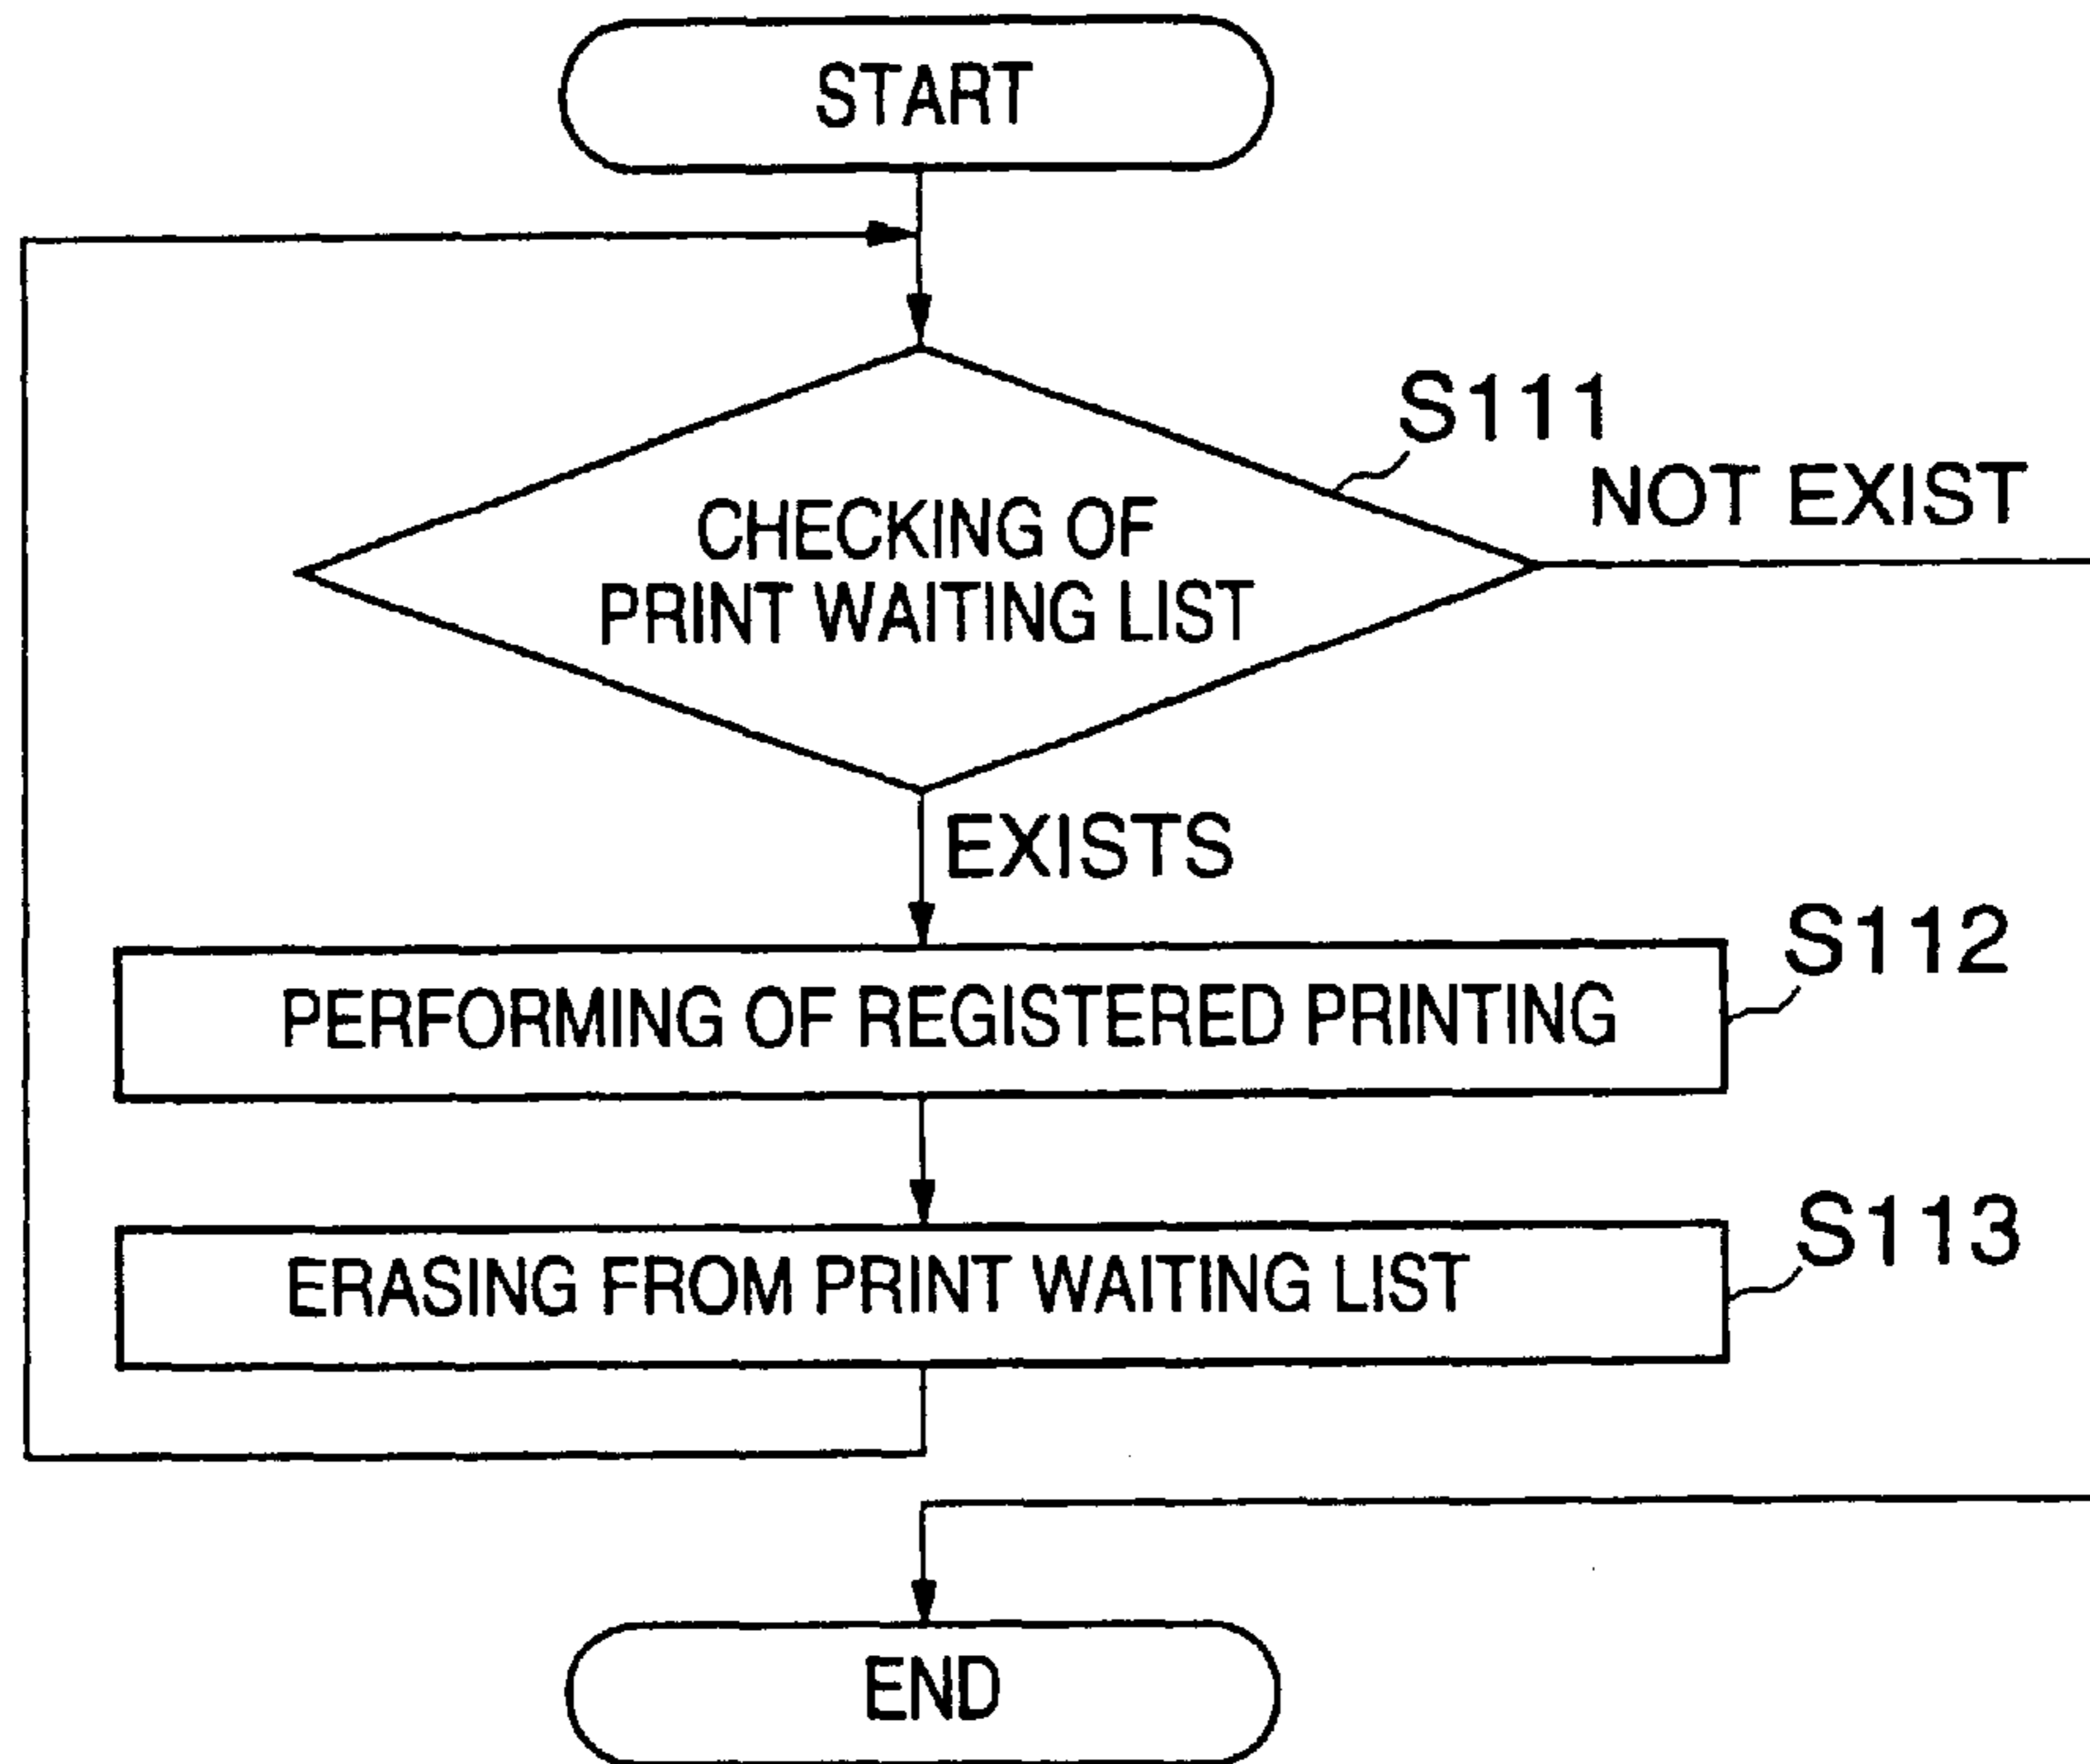 START
S111
NOT EXIST
CHECKING OF
PRINT WAITING LIST
EXISTS
S112
PERFORMING OF REGISTERED PRINTING
S113
ERASING FROM PRINT WAITING LIST
END